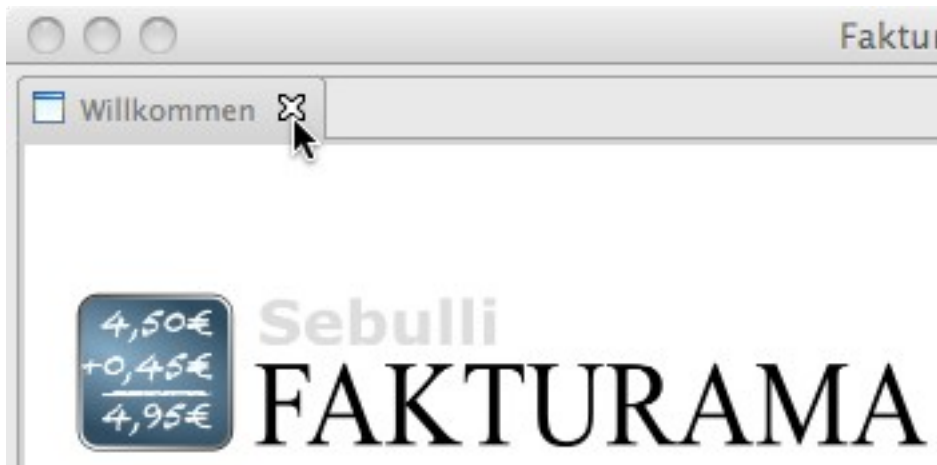 Faktur
Willkommen
4,50€
+0,45€
4,95€
Sebulli
FAKTURAMA